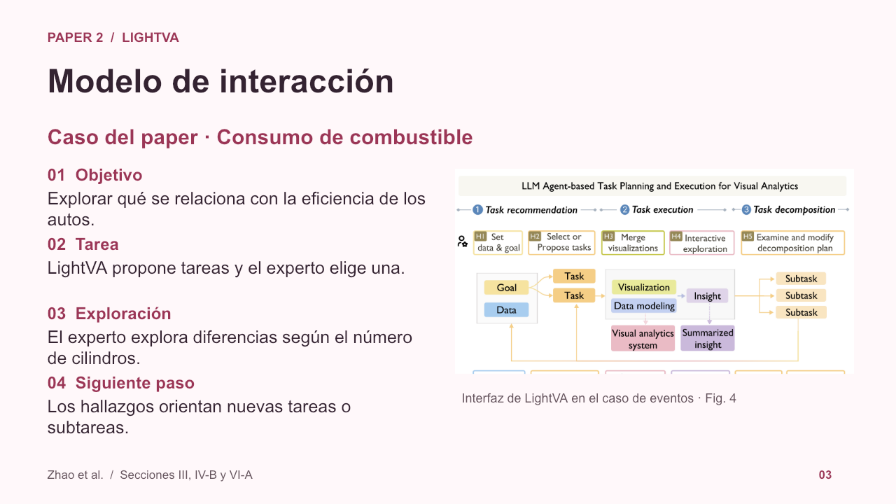 PAPER 2 / LIGHTVA
Modelo de interacción
Caso del paper · Consumo de combustible
01 Objetivo
Explorar qué se relaciona con la eficiencia de los
autos.
02 Tarea
LightVA propone tareas y el experto elige una.
03 Exploración
El experto explora diferencias según el número
de cilindros.
04 Siguiente paso
Los hallazgos orientan nuevas tareas o
subtareas.
LLM Agent-based Task Planning and Execution for Visual Analytics
1 Task recommendation
2 Task execution
3 Task decomposition
H1 Set
data & goal
H2 Select or
Propose tasks
H3 Merge
visualizations
H4 Interactive
exploration
H5 Examine and modify
decomposition plan
Goal
Data
Task
Task
Visualization
Data modeling
Insight
Visual analytics
system
Summarized
insight
Subtask
Subtask
Subtask
Interfaz de LightVA en el caso de eventos · Fig. 4
Zhao et al. / Secciones III, IV-B y VI-A
03